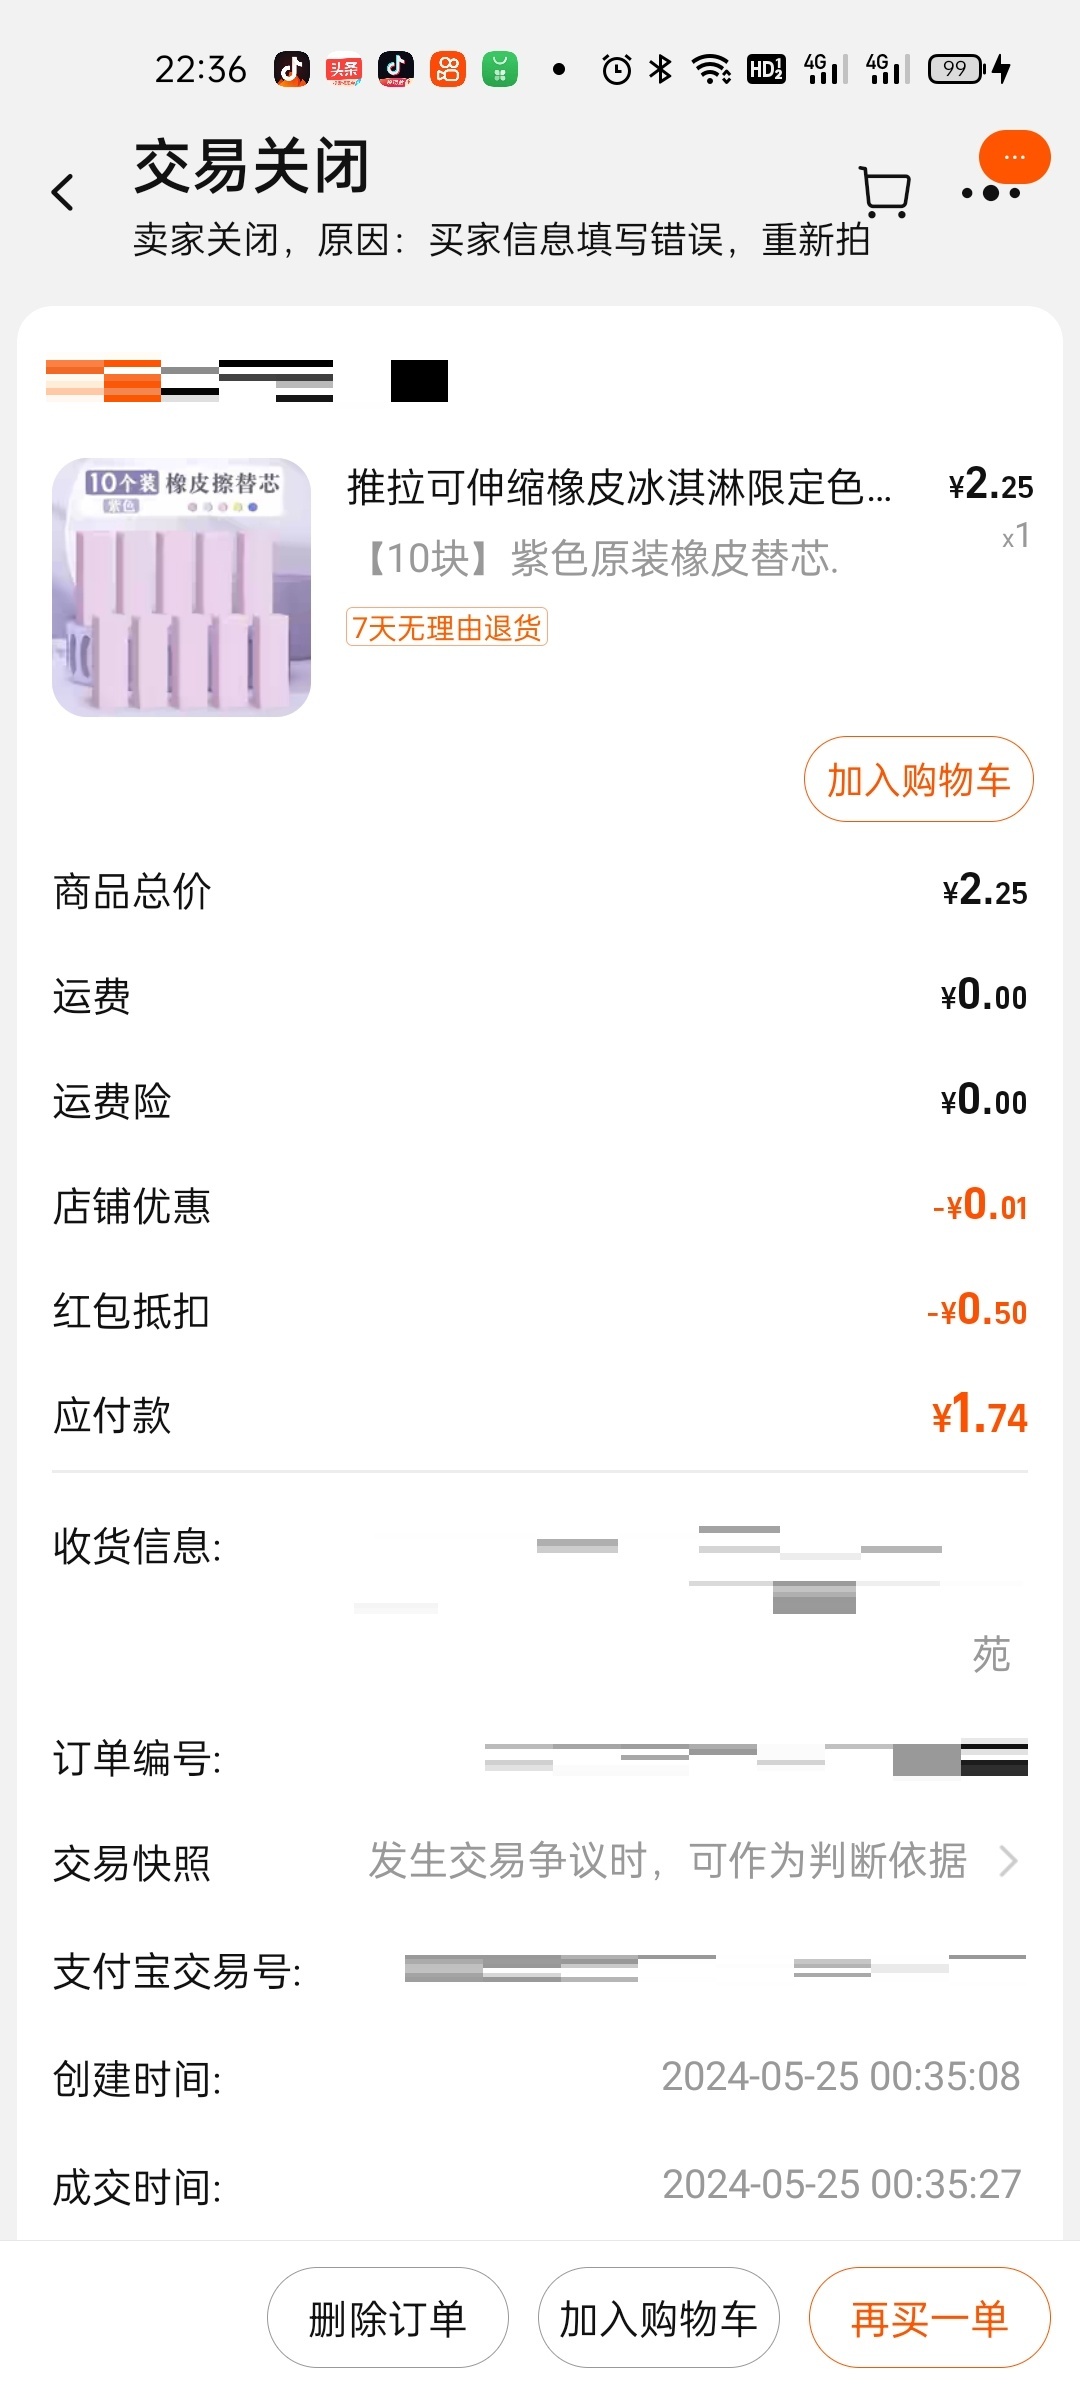 22:36
头条
HD 1 2
4G
4G
99
交易关闭
卖家关闭，原因：买家信息填写错误，重新拍
10个装 橡皮擦替芯
紫色
推拉可伸缩橡皮冰淇淋限定色...
¥2.25
【10块】紫色原装橡皮替芯.
x1
7天无理由退货
加入购物车
商品总价
¥2.25
运费
¥0.00
运费险
¥0.00
店铺优惠
-¥0.01
红包抵扣
-¥0.50
应付款
¥1.74
收货信息:
苑
订单编号:
交易快照
发生交易争议时，可作为判断依据
支付宝交易号:
创建时间:
2024-05-25 00:35:08
成交时间:
2024-05-25 00:35:27
删除订单
加入购物车
再买一单